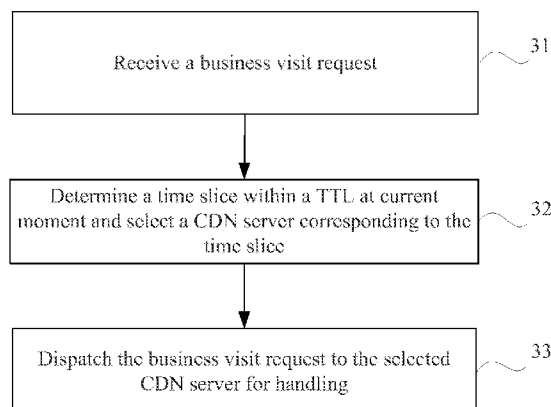 Receive a business visit request
31
Determine a time slice within a TTL at current
moment and select a CDN server corresponding to the
time slice
32
Dispatch the business visit request to the selected
CDN server for handling
33